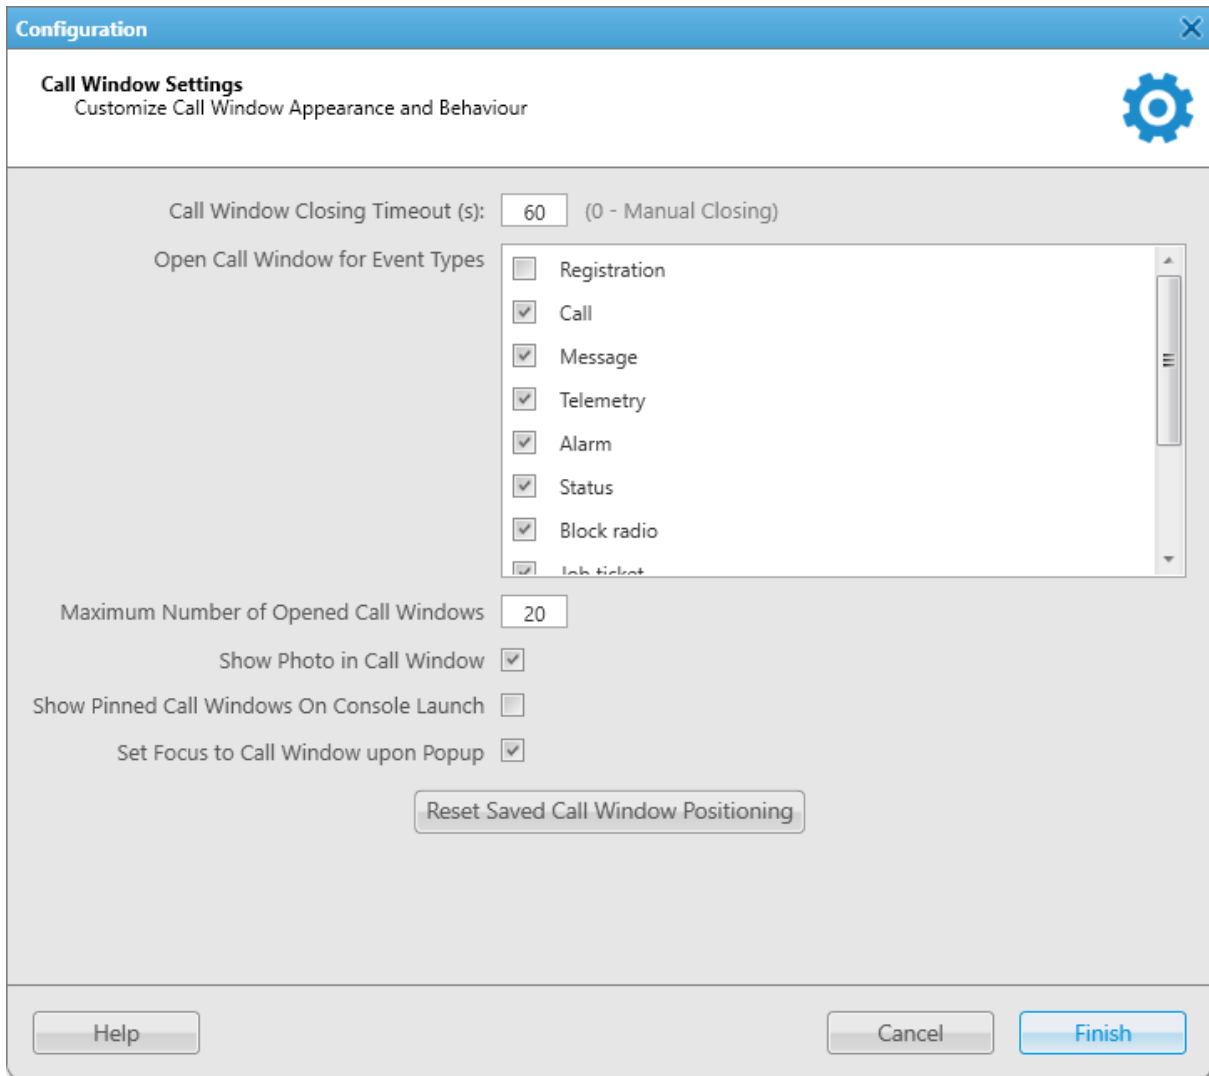 Configuration
Call Window Settings
Customize Call Window Appearance and Behaviour
Call Window Closing Timeout (s): 60 (0 - Manual Closing)
Open Call Window for Event Types
Registration
Call
Message
Telemetry
Alarm
Status
Block radio
Job ticket
Maximum Number of Opened Call Windows 20
Show Photo in Call Window
Show Pinned Call Windows On Console Launch
Set Focus to Call Window upon Popup
Reset Saved Call Window Positioning
Help Cancel Finish